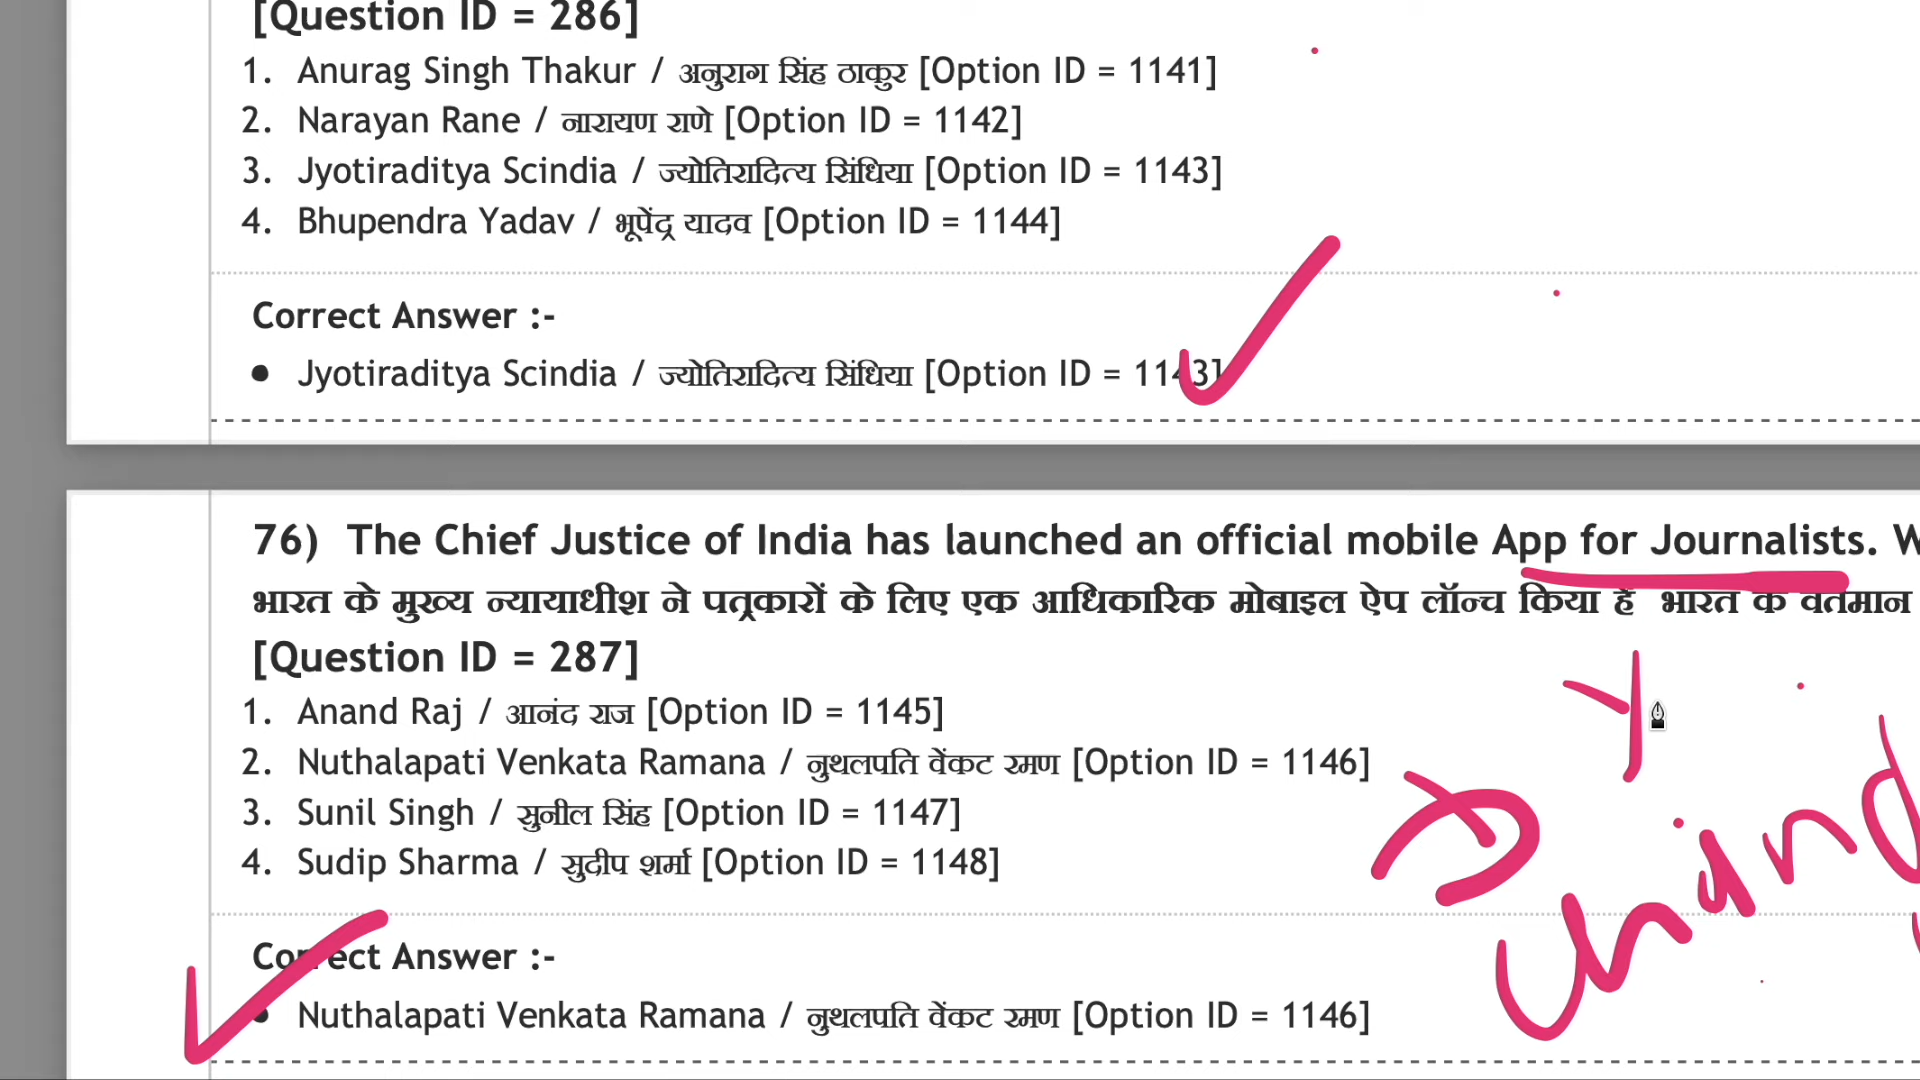 [Question ID = 286]
1. Anurag Singh Thakur / अनुराग सिंह ठाकुर [Option ID = 1141]
2. Narayan Rane / नारायण राणे [Option ID = 1142]
3. Jyotiraditya Scindia / ज्योतिरादित्य सिंधिया [Option ID = 1143]
4. Bhupendra Yadav / भूपेंद्र यादव [Option ID = 1144]
Correct Answer :-
• Jyotiraditya Scindia / ज्योतिरादित्य सिंधिया [Option ID = 1143]
76) The Chief Justice of India has launched an official mobile App for Journalists.
भारत के मुख्य न्यायाधीश ने पत्रकारों के लिए एक आधिकारिक मोबाइल ऐप लॉन्च किया है भारत के वर्तमान
[Question ID = 287]
1. Anand Raj / आनंद राज [Option ID = 1145]
2. Nuthalapati Venkata Ramana / नुथलपति वेंकट रमण [Option ID = 1146]
3. Sunil Singh / सुनील सिंह [Option ID = 1147]
4. Sudip Sharma / सुदीप शर्मा [Option ID = 1148]
Y
Chand
Correct Answer :-
• Nuthalapati Venkata Ramana / नुथलपति वेंकट रमण [Option ID = 1146]